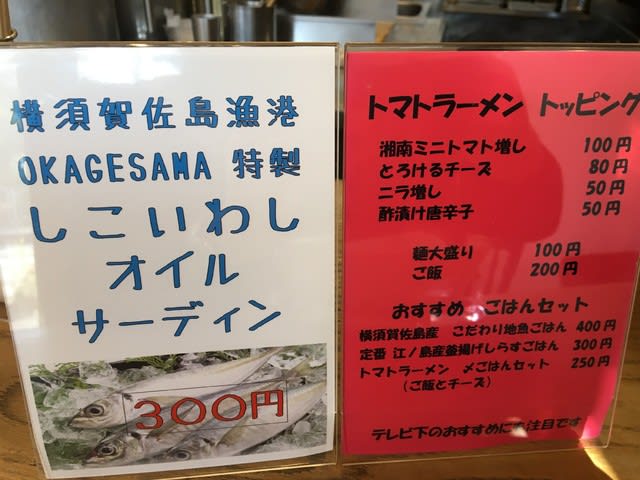 横須賀佐島漁港
OKAGESAMA 特製
しこいわし
オイル
サーディン
300円
トマトラーメン トッピング
湘南ミニトマト増し 100円
とろけるチーズ 80円
ニラ増し 50円
酢漬け唐辛子 50円
麺大盛り 100円
ご飯 200円
おすすめ ごはんセット
横須賀佐島産 こだわり地魚ごはん 400円
定番 江ノ島産釜揚げしらすごはん 300円
トマトラーメン 〆ごはんセット 250円
(ご飯とチーズ)
テレビ下のおすすめにも注目です